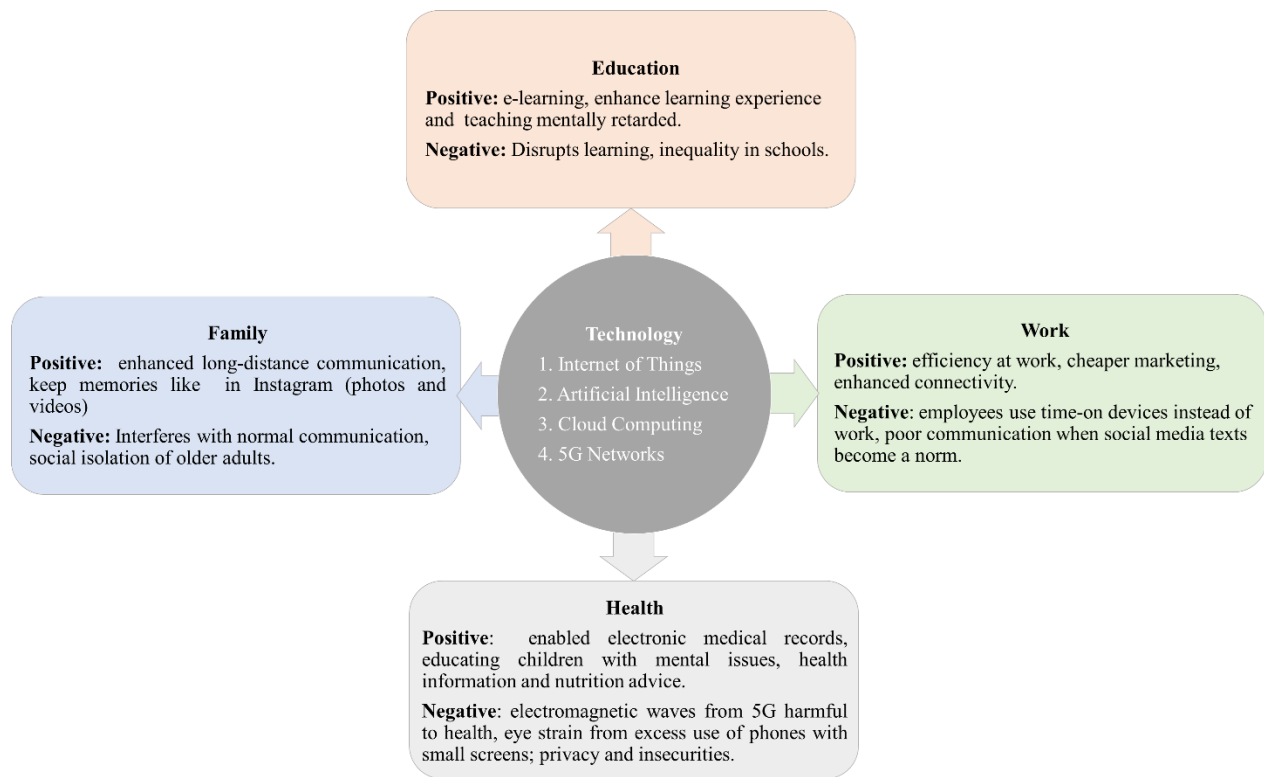 Education
Positive: e-learning, enhance learning experience
and teaching mentally retarded.
Negative: Disrupts learning, inequality in schools.
Family
Positive: enhanced long-distance communication,
keep memories like in Instagram (photos and
videos)
Negative: Interferes with normal communication,
social isolation of older adults.
Technology
1. Internet of Things
2. Artificial Intelligence
3. Cloud Computing
4. 5G Networks
Work
Positive: efficiency at work, cheaper marketing,
enhanced connectivity.
Negative: employees use time-on devices instead of
work, poor communication when social media texts
become a norm.
Health
Positive: enabled electronic medical records,
educating children with mental issues, health
information and nutrition advice.
Negative: electromagnetic waves from 5G harmful
to health, eye strain from excess use of phones with
small screens; privacy and insecurities.